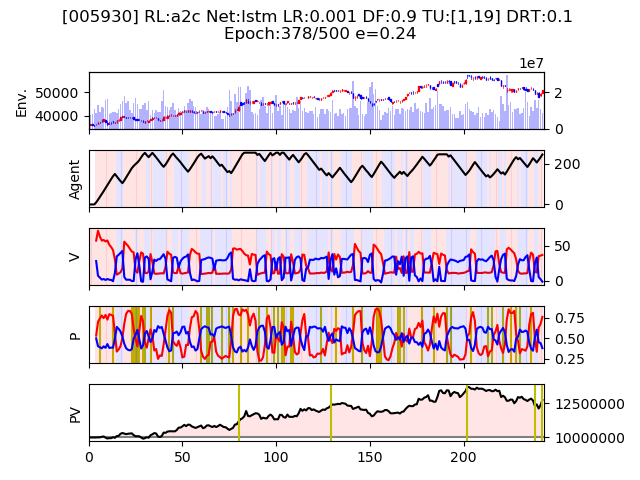 [005930] RL:a2c Net:lstm LR:0.001 DF:0.9 TU:[1,19] DRT:0.1
Epoch:378/500 e=0.24
1e7
Env.
50000
40000
2
0
Agent
200
0
V
50
0
P
0.75
0.50
0.25
PV
12500000
10000000
0 50 100 150 200